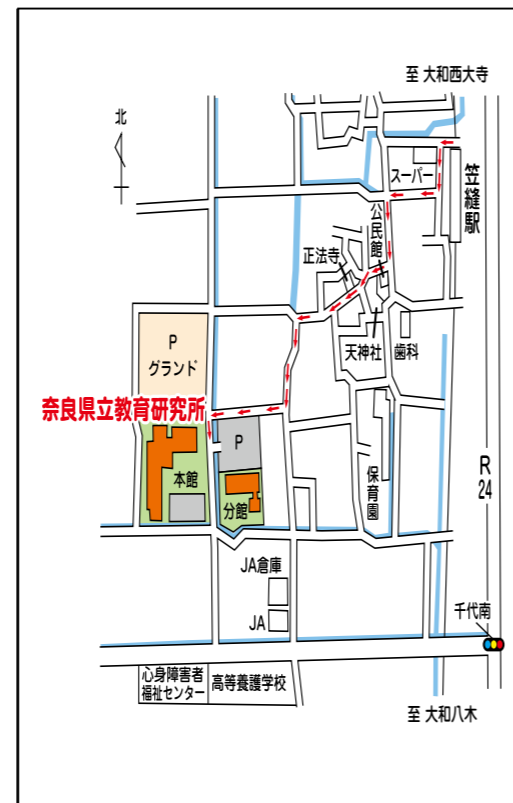 至 大和西大寺
北
スーパー
笠縫駅
公民館
正法寺
天神社
歯科
P
グランド
奈良県立教育研究所
P
本館
分館
保育園
R
24
JA倉庫
JA
千代南
心身障害者
福祉センター
高等養護学校
至 大和八木